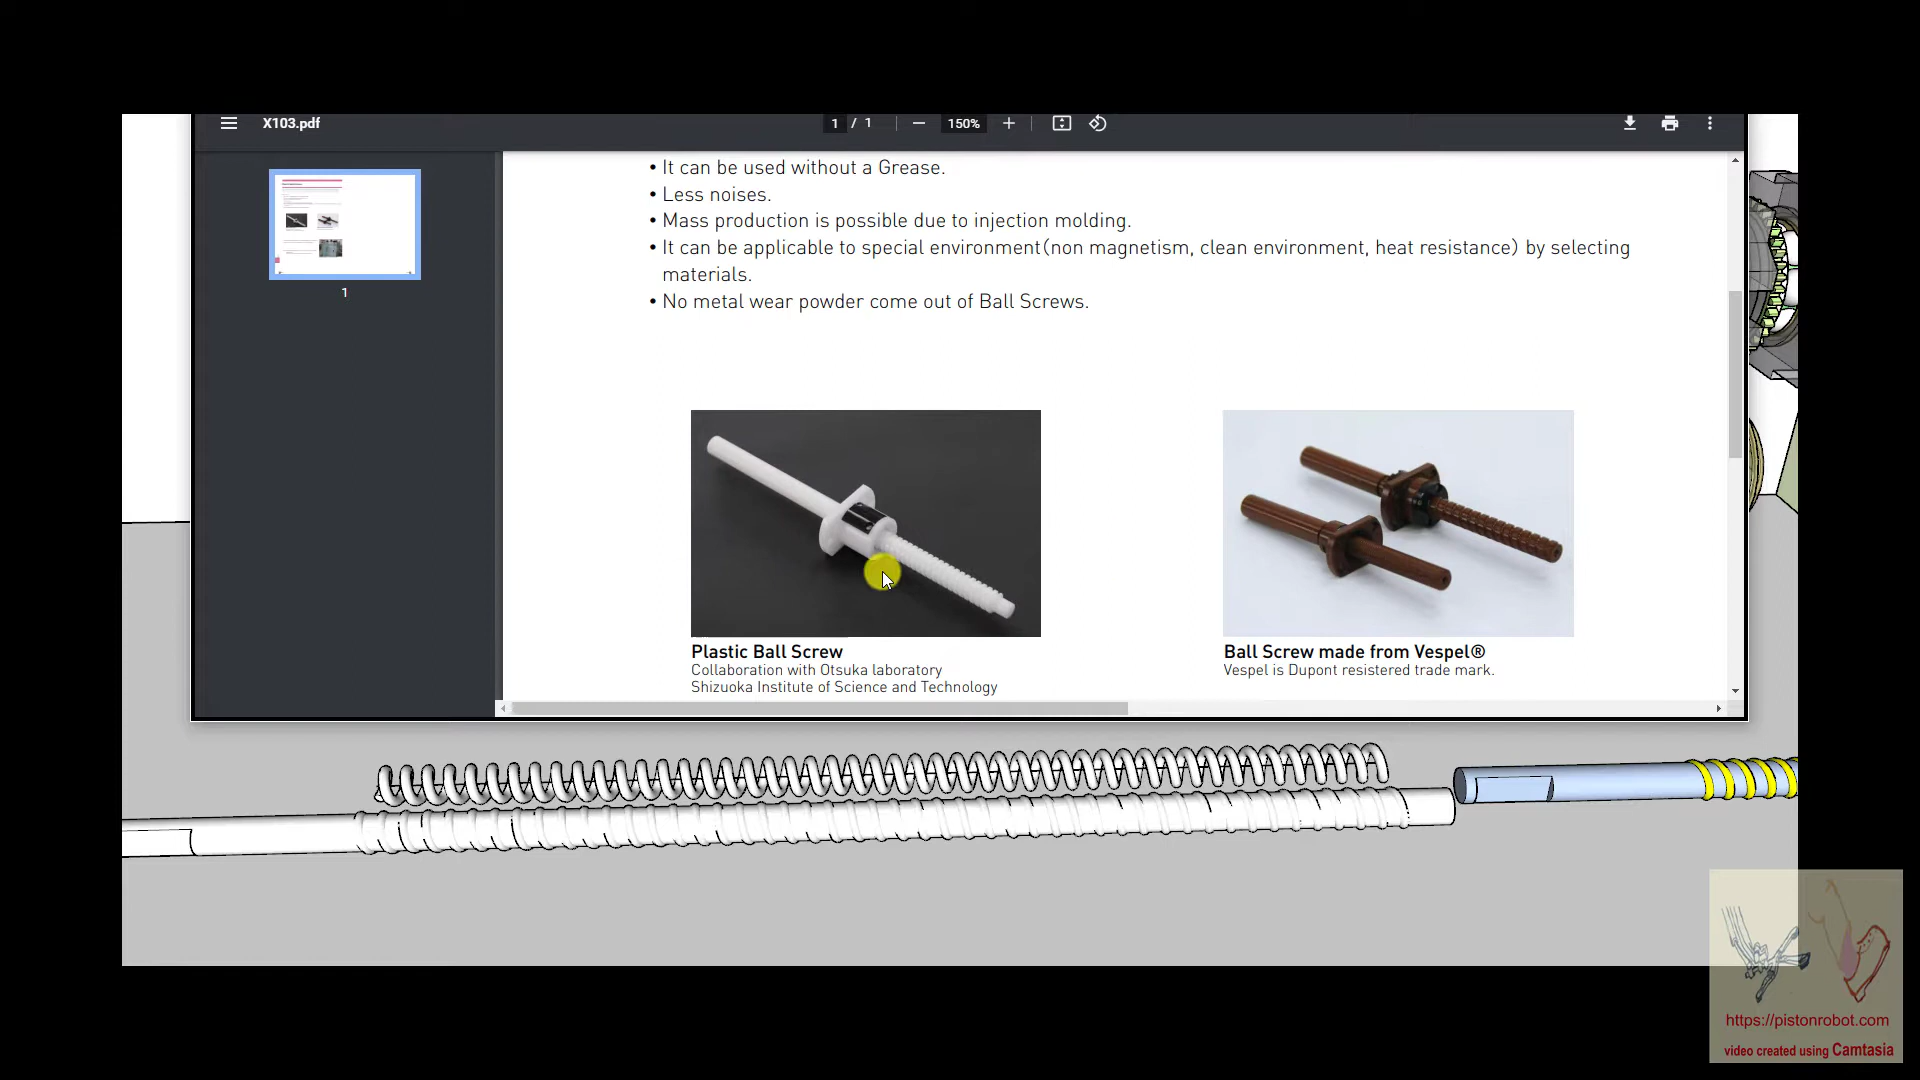 X103.pdf
1 / 1
150%
• It can be used without a Grease.
• Less noises.
• Mass production is possible due to injection molding.
• It can be applicable to special environment(non magnetism, clean environment, heat resistance) by selecting
materials.
• No metal wear powder come out of Ball Screws.
1
Plastic Ball Screw
Collaboration with Otsuka laboratory
Shizuoka Institute of Science and Technology
Ball Screw made from Vespel®
Vespel is Dupont resistered trade mark.
https://pistonrobot.com
video created using Camtasia